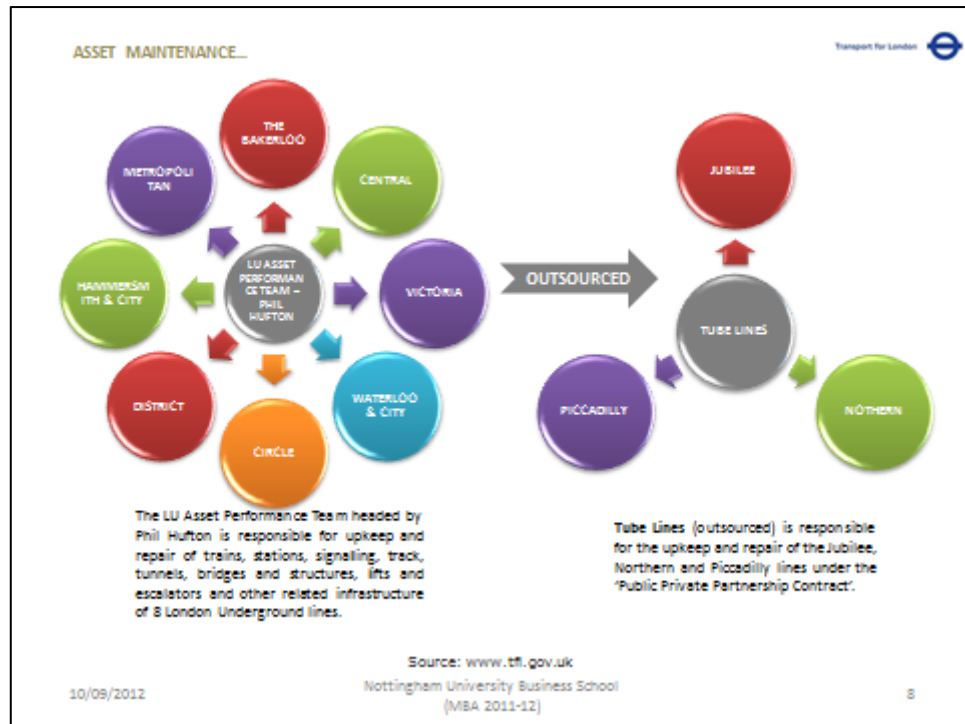 ASSET MAINTENANCE...
Transport for London
THE
BAKERLOO
CENTRAL
VICTORIA
WATERLOO
& CITY
CIRCLE
DISTRICT
HAMMERSM
ITH & CITY
METROPOLI
TAN
LU ASSET
PERFORMAN
CE TEAM –
PHIL
HUFTON
OUTSOURCED
JUBILEE
TUBE LINES
PICCADILLY
NOTHERN
The LU Asset Performance Team headed by
Phil Hufton is responsible for upkeep and
repair of trains, stations, signalling, track,
tunnels, bridges and structures, lifts and
escalators and other related infrastructure
of 8 London Underground lines.
Tube Lines (outsourced) is responsible
for the upkeep and repair of the Jubilee,
Northern and Piccadilly lines under the
'Public Private Partnership Contract'.
Source: www.tfl.gov.uk
10/09/2012
Nottingham University Business School
(MBA 2011-12)
8